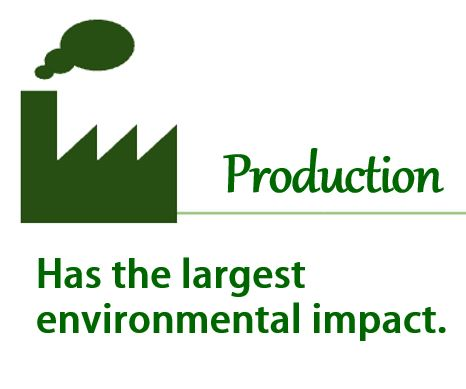 Production
Has the largest
environmental impact.